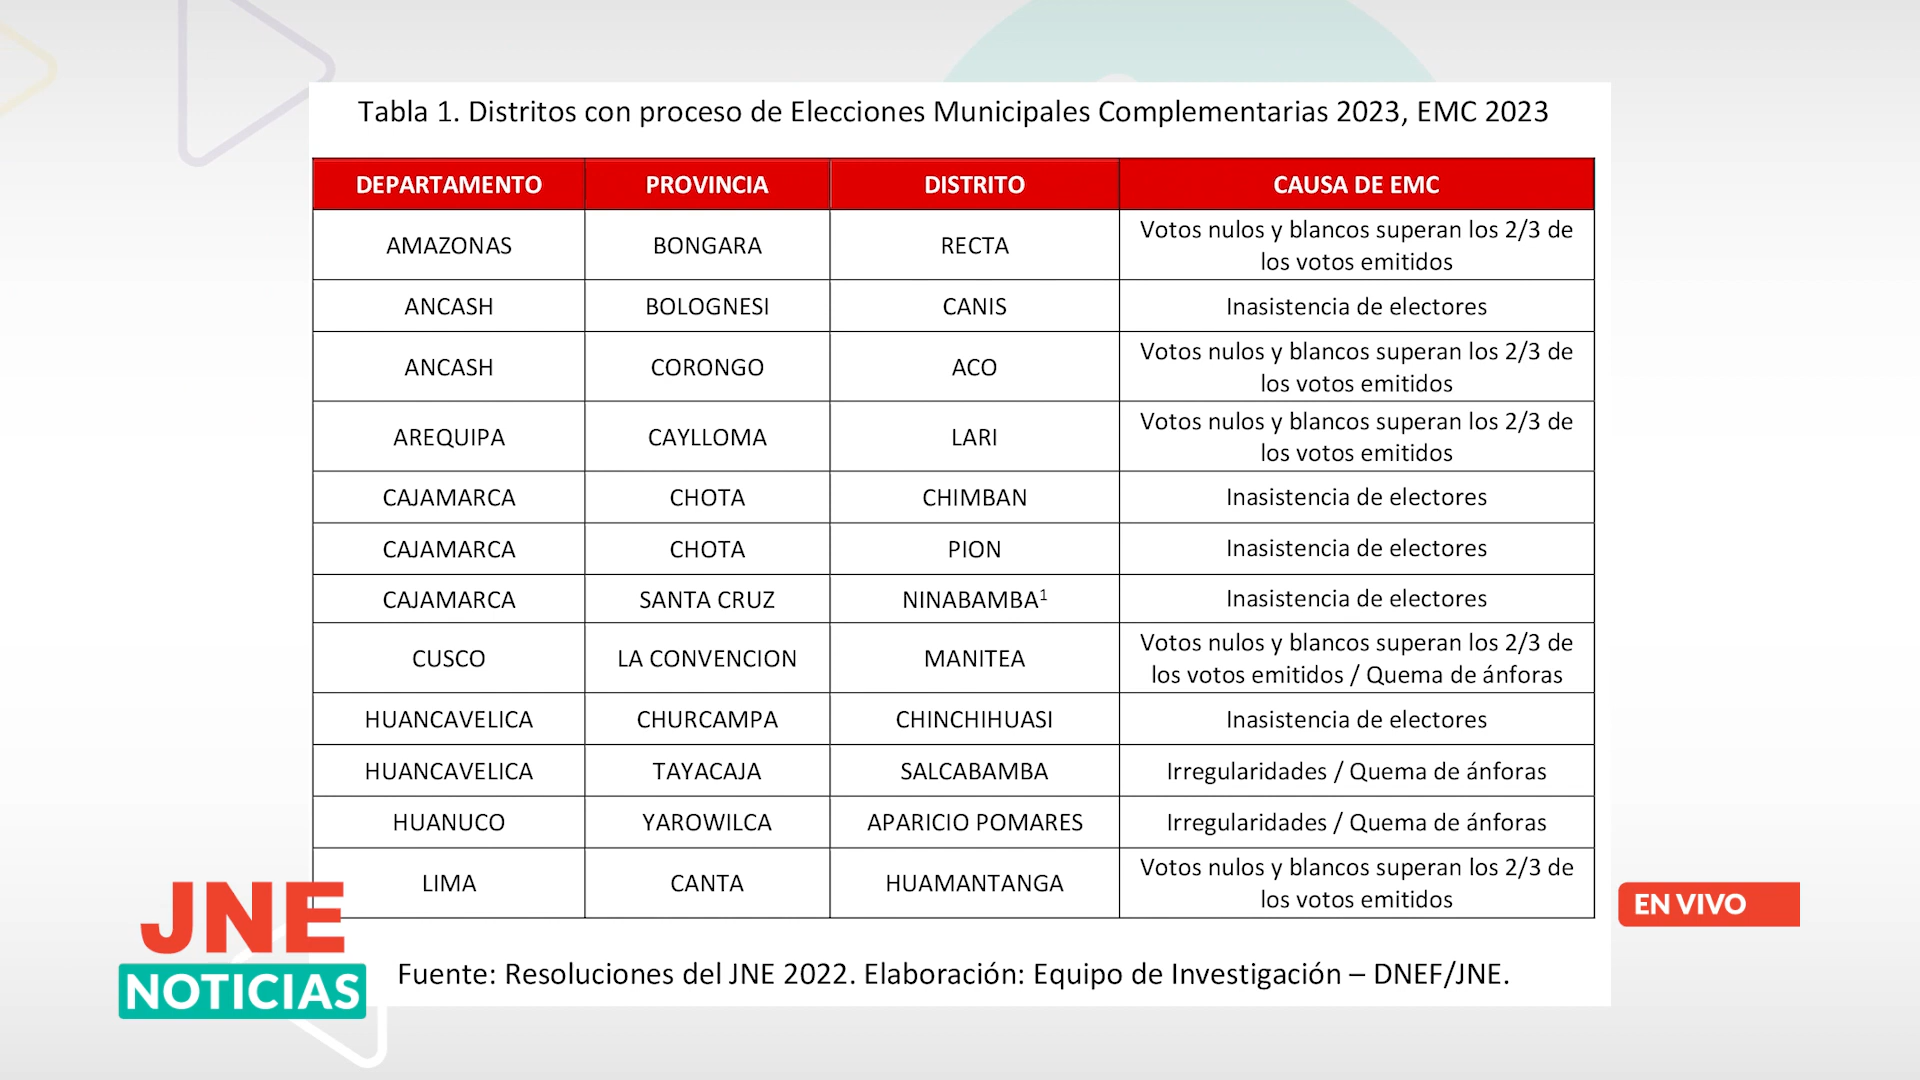 Tabla 1. Distritos con proceso de Elecciones Municipales Complementarias 2023, EMC 2023
DEPARTAMENTO PROVINCIA DISTRITO CAUSA DE EMC
AMAZONAS BONGARA RECTA Votos nulos y blancos superan los 2/3 de
los votos emitidos
ANCASH BOLOGNESI CANIS Inasistencia de electores
ANCASH CORONGO ACO Votos nulos y blancos superan los 2/3 de
los votos emitidos
AREQUIPA CAYLLOMA LARI Votos nulos y blancos superan los 2/3 de
los votos emitidos
CAJAMARCA CHOTA CHIMBAN Inasistencia de electores
CAJAMARCA CHOTA PION Inasistencia de electores
CAJAMARCA SANTA CRUZ NINABAMBA¹ Inasistencia de electores
CUSCO LA CONVENCION MANITEA Votos nulos y blancos superan los 2/3 de
los votos emitidos / Quema de ánforas
HUANCAVELICA CHURCAMPA CHINCHIHUASI Inasistencia de electores
HUANCAVELICA TAYACAJA SALCABAMBA Irregularidades / Quema de ánforas
HUANUCO YAROWILCA APARICIO POMARES Irregularidades / Quema de ánforas
LIMA CANTA HUAMANTANGA Votos nulos y blancos superan los 2/3 de
los votos emitidos
Fuente: Resoluciones del JNE 2022. Elaboración: Equipo de Investigación – DNEF/JNE.
JNE
NOTICIAS
EN VIVO